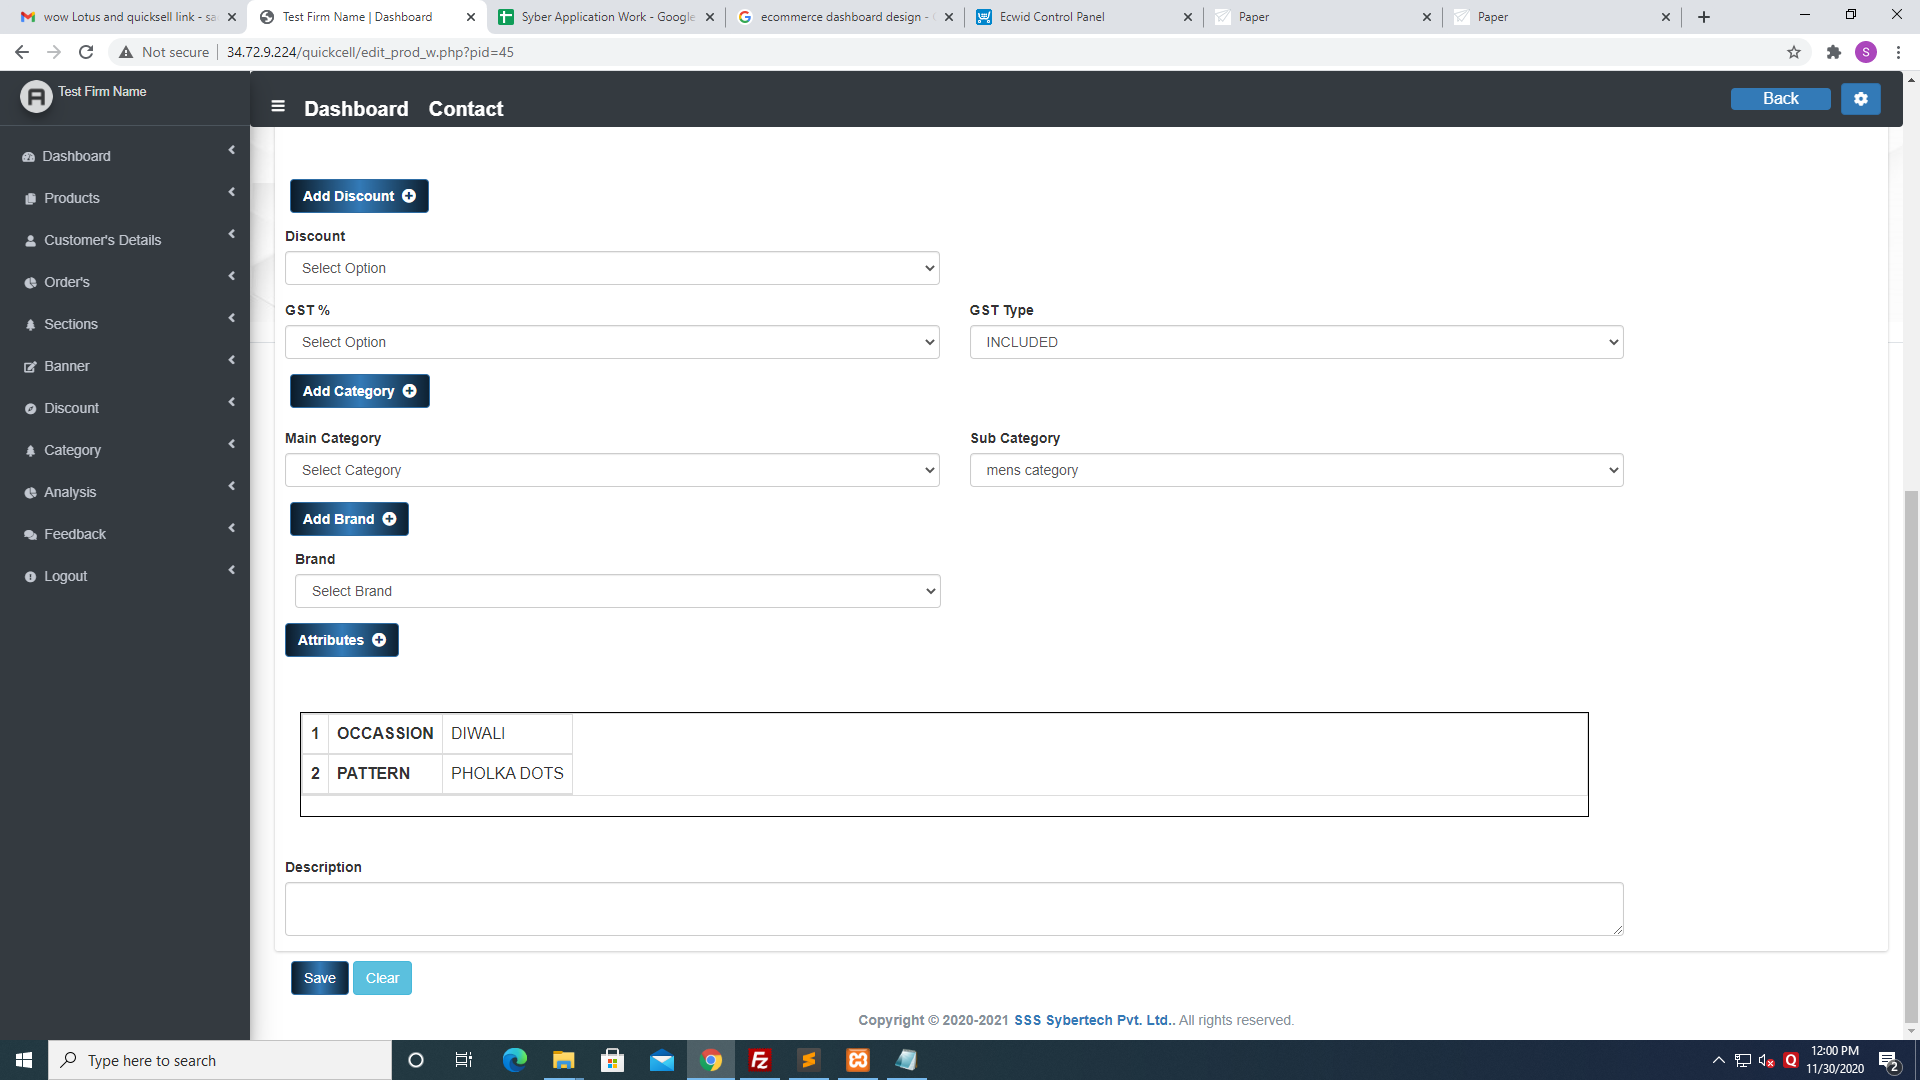 wow Lotus and quicksell link - sa
Test Firm Name | Dashboard
Syber Application Work - Google
ecommerce dashboard design -
Ecwid Control Panel
Paper
Paper
Not secure
34.72.9.224/quickcell/edit_prod_w.php?pid=45
S
Test Firm Name
Dashboard Contact
Back
Dashboard
Products
Customer's Details
Order's
Sections
Banner
Discount
Category
Analysis
Feedback
Logout
Add Discount
Discount
Select Option
GST %
GST Type
Select Option
INCLUDED
Add Category
Main Category
Sub Category
Select Category
mens category
Add Brand
Brand
Select Brand
Attributes
1 OCCASSION DIWALI
2 PATTERN PHOLKA DOTS
Description
Save
Clear
Copyright © 2020-2021 SSS Sybertech Pvt. Ltd.. All rights reserved.
Type here to search
12:00 PM
11/30/2020
2